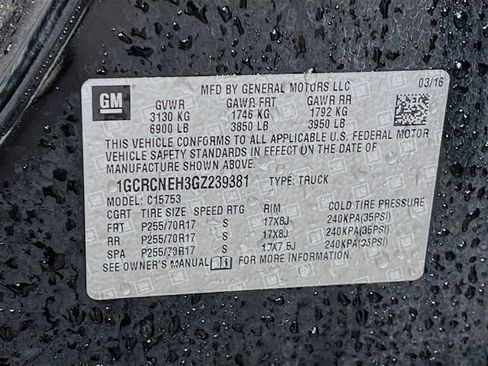 GM
MFD BY GENERAL MOTORS LLC
03/16
GVWR GAWR FRT GAWR RR
3130 KG 1746 KG 1792 KG
6900 LB 3850 LB 3950 LB
THIS VEHICLE CONFORMS TO ALL APPLICABLE U.S. FEDERAL MOTOR
VEHICLE SAFETY STANDARDS IN EFFECT ON THE DATE OF
MANUFACTURE SHOWN ABOVE.
1GCRCNEH3GZ239381 TYPE: TRUCK
MODEL: C15753
CGRT TIRE SIZE SPEED RTG RIM COLD TIRE PRESSURE
FRT P255/70R17 S 17X8J 240KPA(35PSI)
RR P255/70R17 S 17X8J 240KPA(35PSI)
SPA P255/70R17 S 17X7.5J 240KPA(35PSI)
SEE OWNER'S MANUAL FOR MORE INFORMATION.